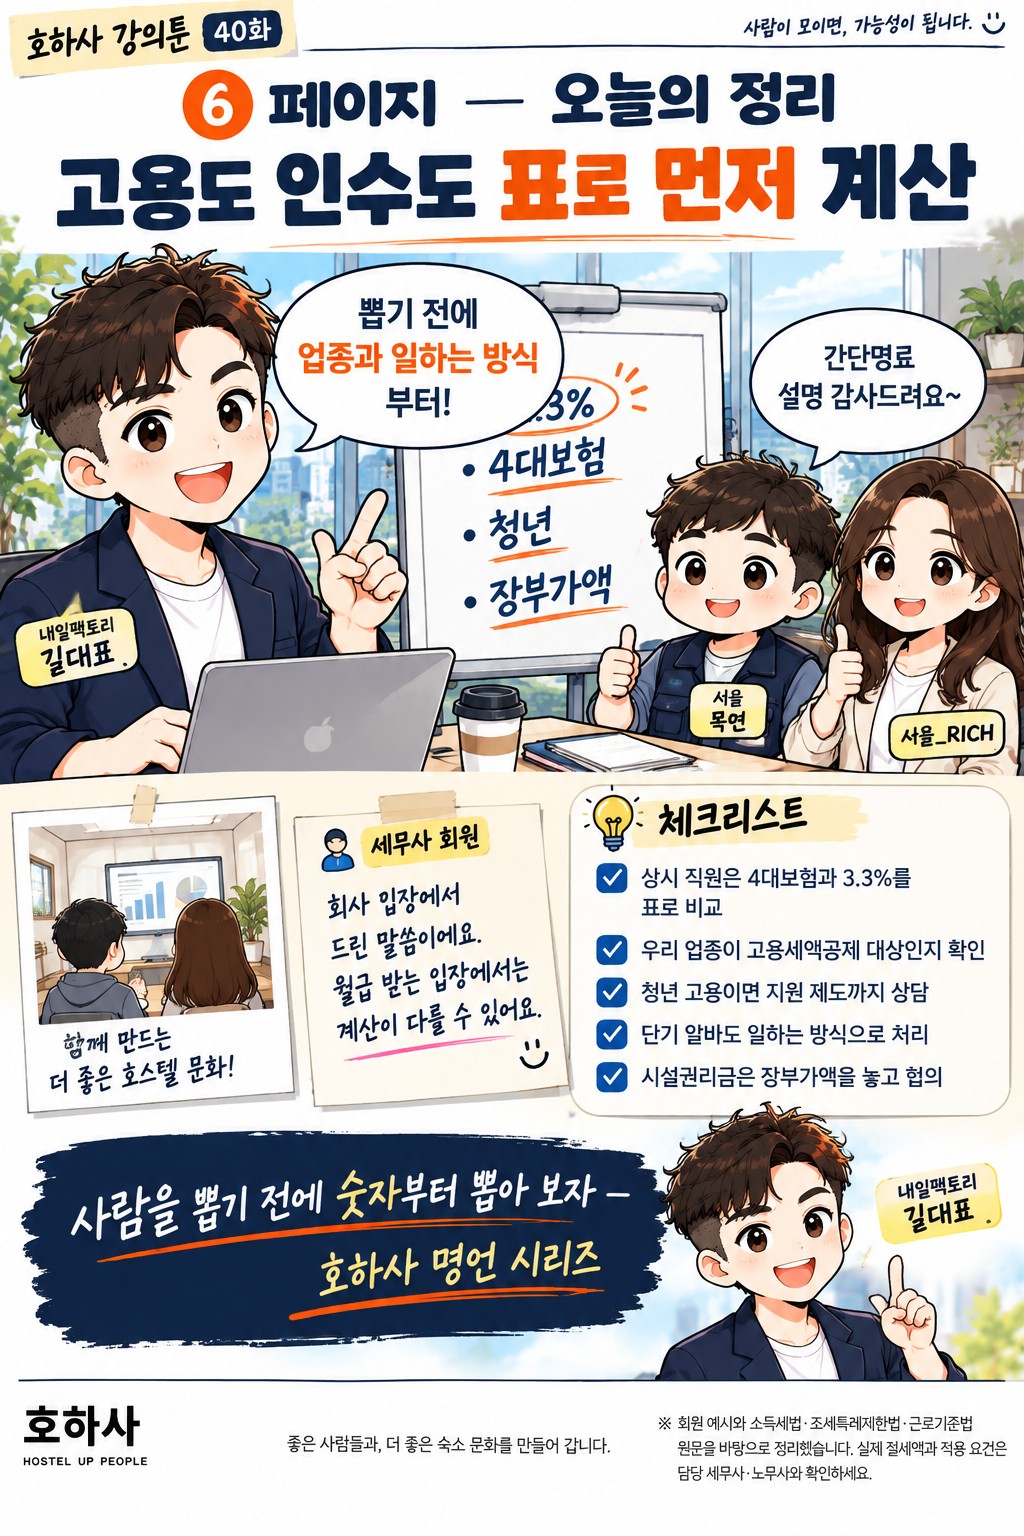 호하사 강의툰 40화
사람이 모이면, 가능성이 됩니다.
6 페이지 — 오늘의 정리
고용도 인수도 표로 먼저 계산
뽑기 전에
업종과 일하는 방식
부터!
간단명료
설명 감사드려요~
.3%
• 4대보험
• 청년
• 장부가액
내일팩토리
길대표
서울
목연
서울_RICH
함께 만드는
더 좋은 호스텔 문화!
세무사 회원
회사 입장에서
드린 말씀이에요.
월급 받는 입장에서는
계산이 다를 수 있어요.
체크리스트
상시 직원은 4대보험과 3.3%를
표로 비교
우리 업종이 고용세액공제 대상인지 확인
청년 고용이면 지원 제도까지 상담
단기 알바도 일하는 방식으로 처리
시설권리금은 장부가액을 놓고 협의
사람을 뽑기 전에 숫자부터 뽑아 보자 –
호하사 명언 시리즈
내일팩토리
길대표
호하사
HOSTEL UP PEOPLE
좋은 사람들과, 더 좋은 숙소 문화를 만들어 갑니다.
※ 회원 예시와 소득세법·조세특례제한법·근로기준법
원문을 바탕으로 정리했습니다. 실제 절세액과 적용 요건은
담당 세무사·노무사와 확인하세요.